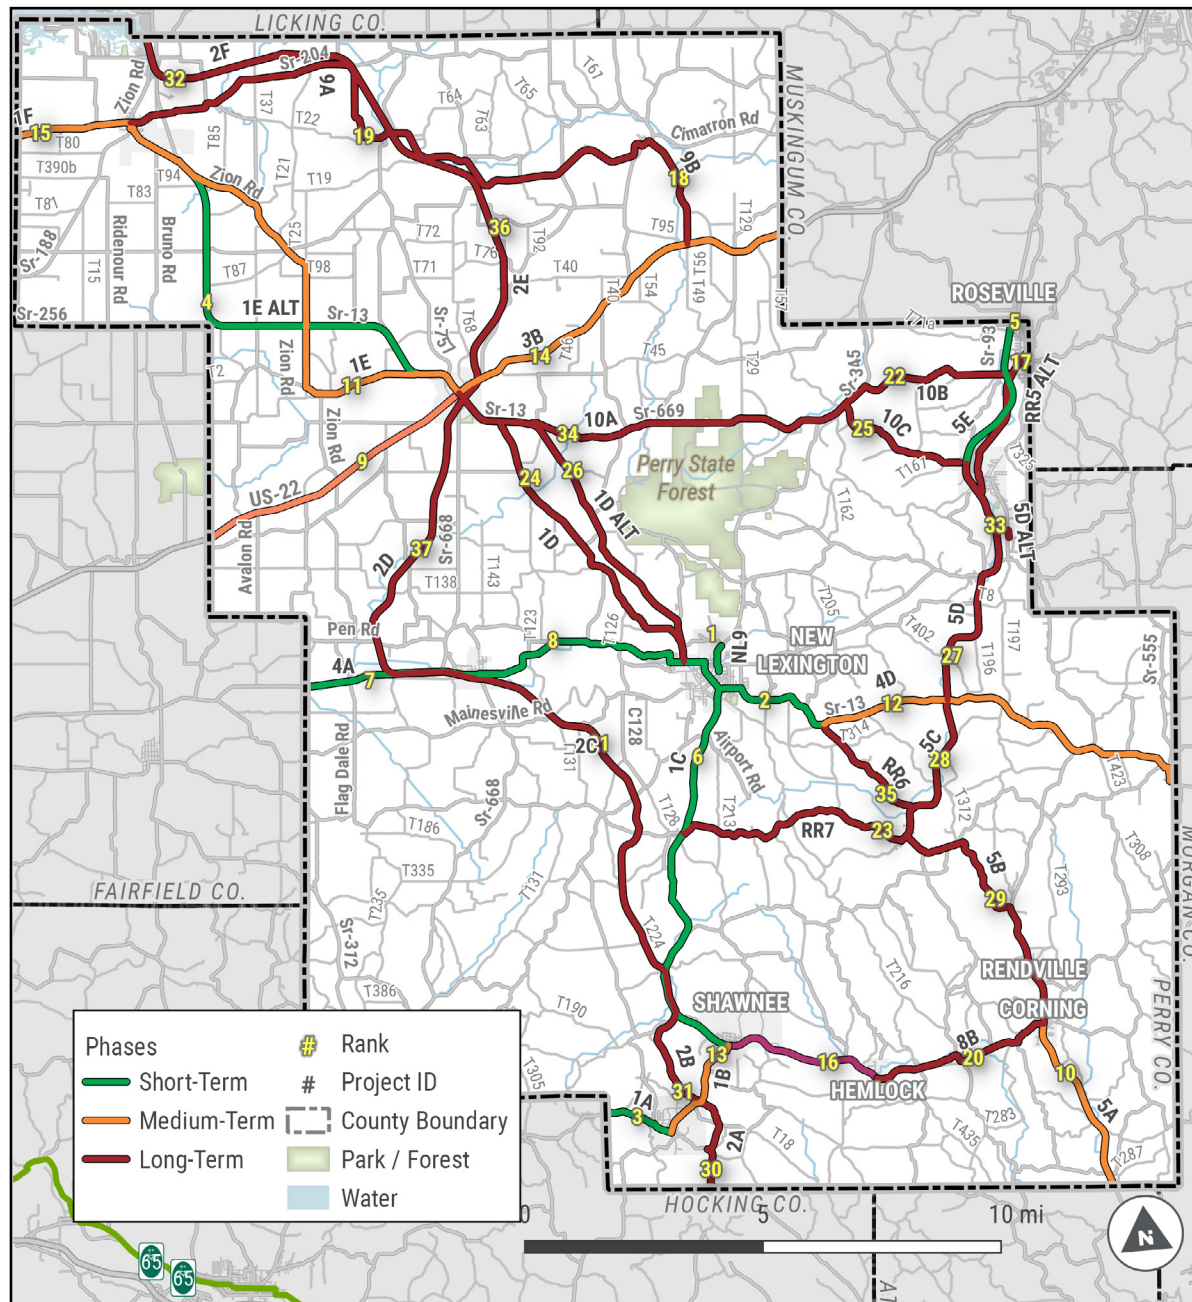 LICKING CO.
2F
Sr-204
32
9A
T67
T65
T64
T63
Zion Rd
T37
T22
T85
1F
15
T80
19
Cimarron Rd
MUSKINGUM CO.
T390b
T94
T21
T19
Zion Rd
9B
18
T83
T81
Ridenour Rd
Bruno Rd
T25
T72
36
T92
T76
T95
T129
Sr-188
T15
T87
T98
T71
2E
T40
T54
T40
T56
T49
T57
4
1E ALT
Sr-13
Sr-256
Sr-751
T68
ROSEVILLE
T21a
5
Sr-93
3B
14
T46
T45
T29
T2
Zion Rd
11
1E
Sr-345
22
10B
17
RR5 ALT
Sr-13
10A
34
Sr-669
25
10C
5E
Zion Rd
9
24
26
Perry State
Forest
T167
T325
US-22
1D ALT
T162
33
5D ALT
Avalon Rd
2D
37
Sr-668
1D
T138
T143
T205
T8
5D
T123
T126
Pen Rd
8
1
NL9
NEW
LEXINGTON
T402
T197
T196
27
Sr-555
4A
7
2
4D
12
Sr-13
Mainesville Rd
C128
T314
2C
1
T131
1C
6
Airport Rd
5C
28
T423
Flag Dale Rd
Sr-668
RR6
35
T186
T128
T213
RR7
23
T312
T308
MORGAN CO.
FAIRFIELD CO.
T335
T235
T131
5B
29
T293
Sr-312
T224
T216
RENDVILLE
T386
T190
SHAWNEE
CORNING
PERRY CO.
T305
2B
13
1B
16
HEMLOCK
8B
20
10
31
1A
3
5A
T283
T435
T18
2A
30
T287
HOCKING CO.
Phases
# Rank
Short-Term
# Project ID
Medium-Term
County Boundary
Long-Term
Park / Forest
Water
0
5
10 mi
N
65
65